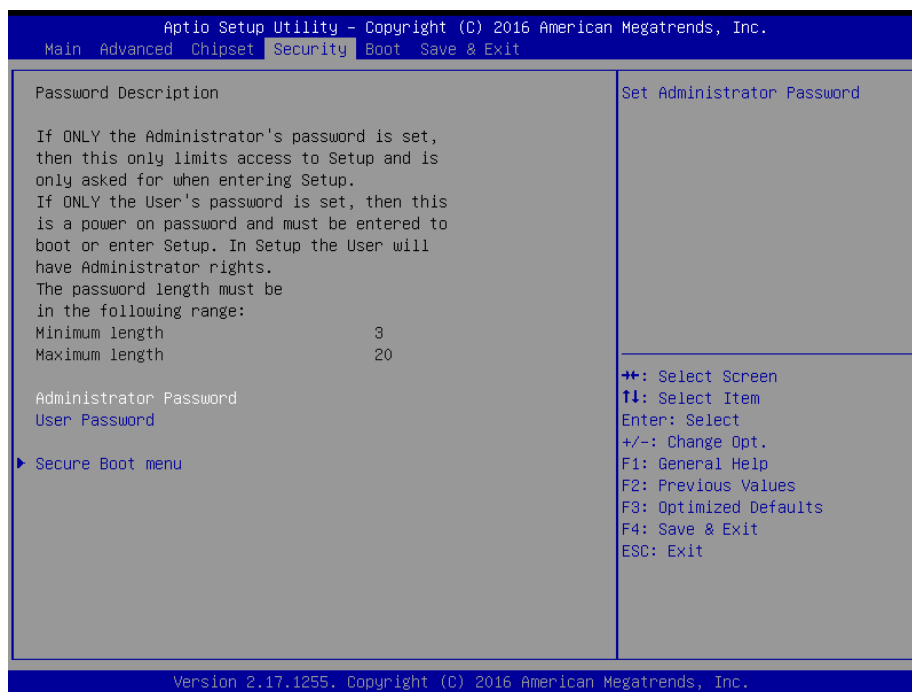 Aptio Setup Utility – Copyright (C) 2016 American Megatrends, Inc.
Main Advanced Chipset Security Boot Save & Exit
Password Description
If ONLY the Administrator's password is set,
then this only limits access to Setup and is
only asked for when entering Setup.
If ONLY the User's password is set, then this
is a power on password and must be entered to
boot or enter Setup. In Setup the User will
have Administrator rights.
The password length must be
in the following range:
Minimum length 3
Maximum length 20
Administrator Password
User Password
Secure Boot menu
Set Administrator Password
→←: Select Screen
↑↓: Select Item
Enter: Select
+/-: Change Opt.
F1: General Help
F2: Previous Values
F3: Optimized Defaults
F4: Save & Exit
ESC: Exit
Version 2.17.1255. Copyright (C) 2016 American Megatrends, Inc.